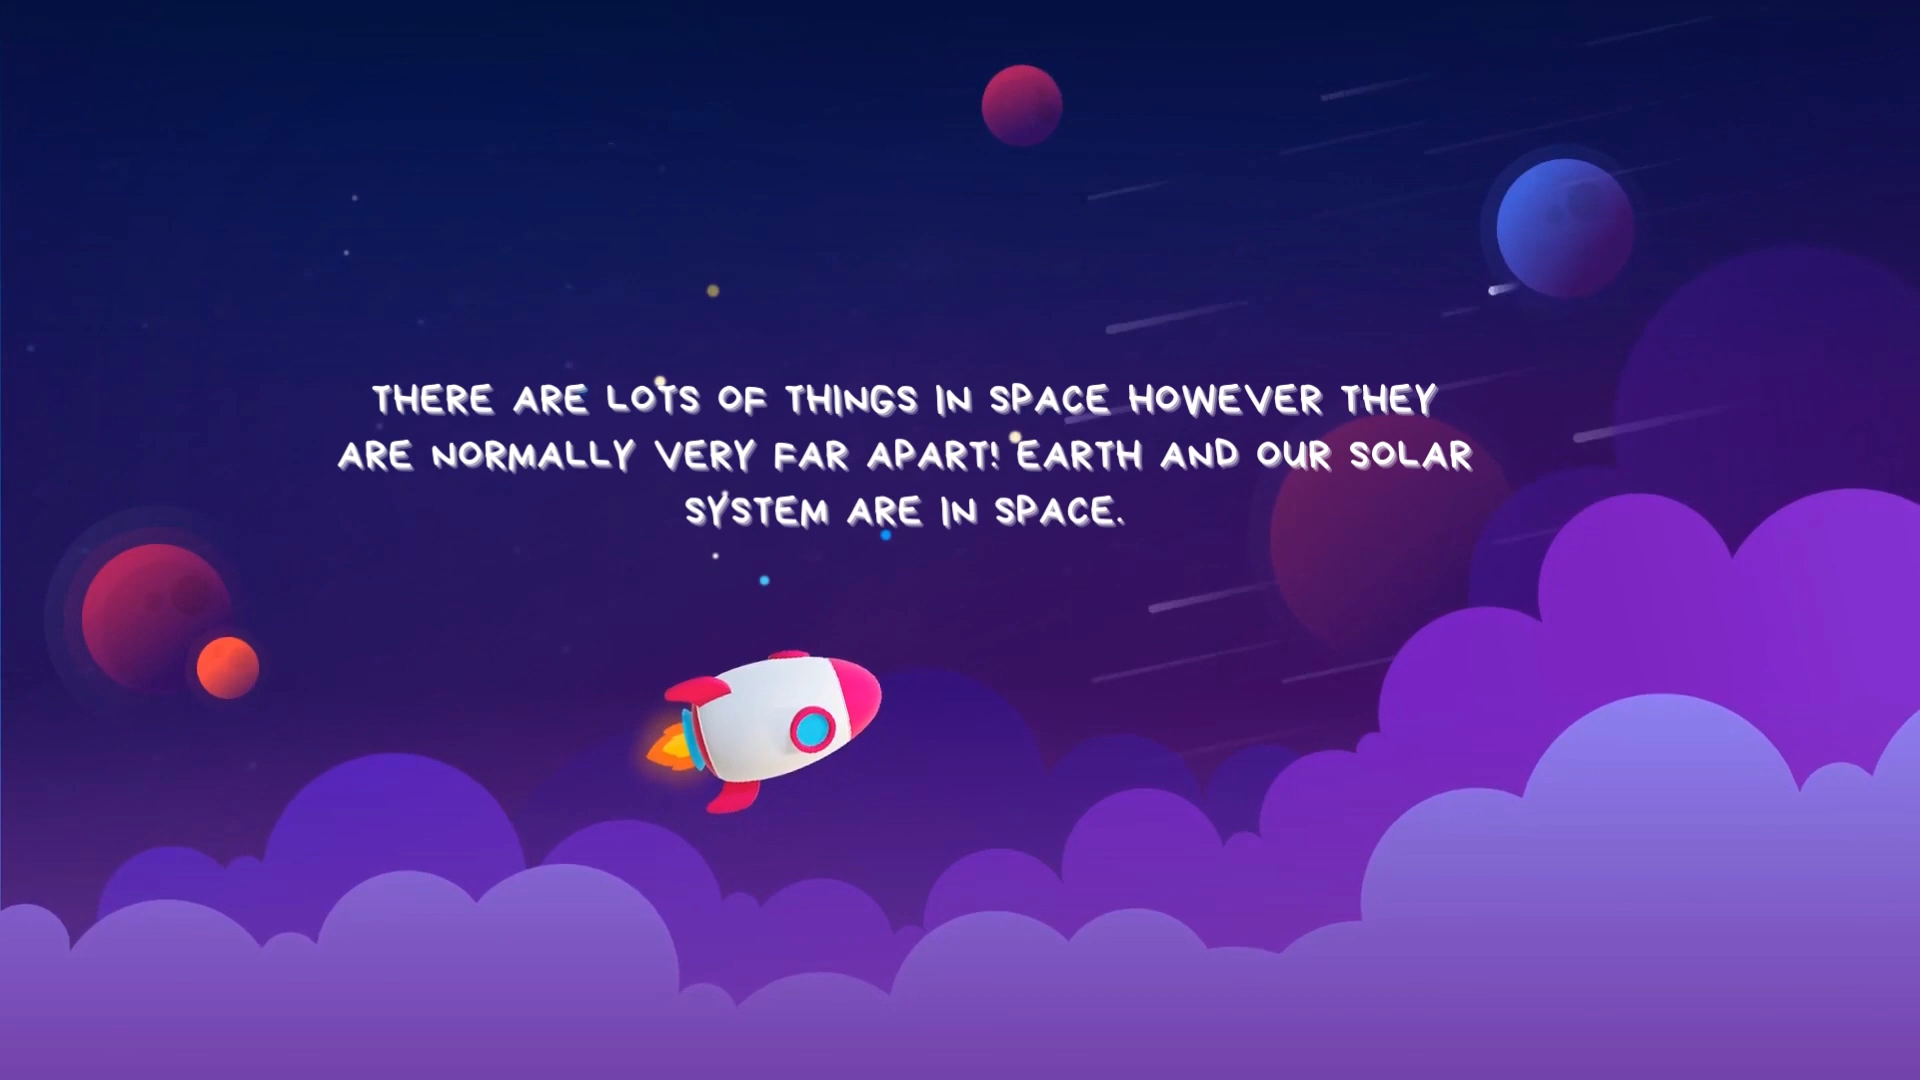 THERE ARE LOTS OF THINGS IN SPACE HOWEVER THEY
ARE NORMALLY VERY FAR APART! EARTH AND OUR SOLAR
SYSTEM ARE IN SPACE.